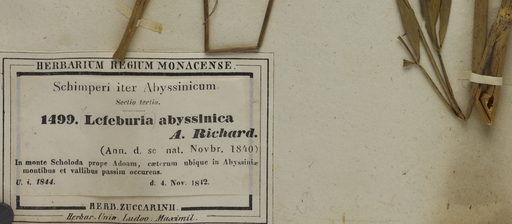 HERBARIUM REGIUM MONACENSE.
Schimperi iter Abyssinicum.
Sectio tertia.
1499. Lefeburia abyssinica
A. Richard.
(Ann. d. sc nat. Novbr. 1840)
In monte Scholoda prope Adoam, cæterum ubique in Abyssiniæ
montibus et vallibus passim occurens.
U. i. 1844. d. 4. Nov. 1842.
HERB. ZUCCARINII.
Herbar. Univ. Ludov. Maximil.